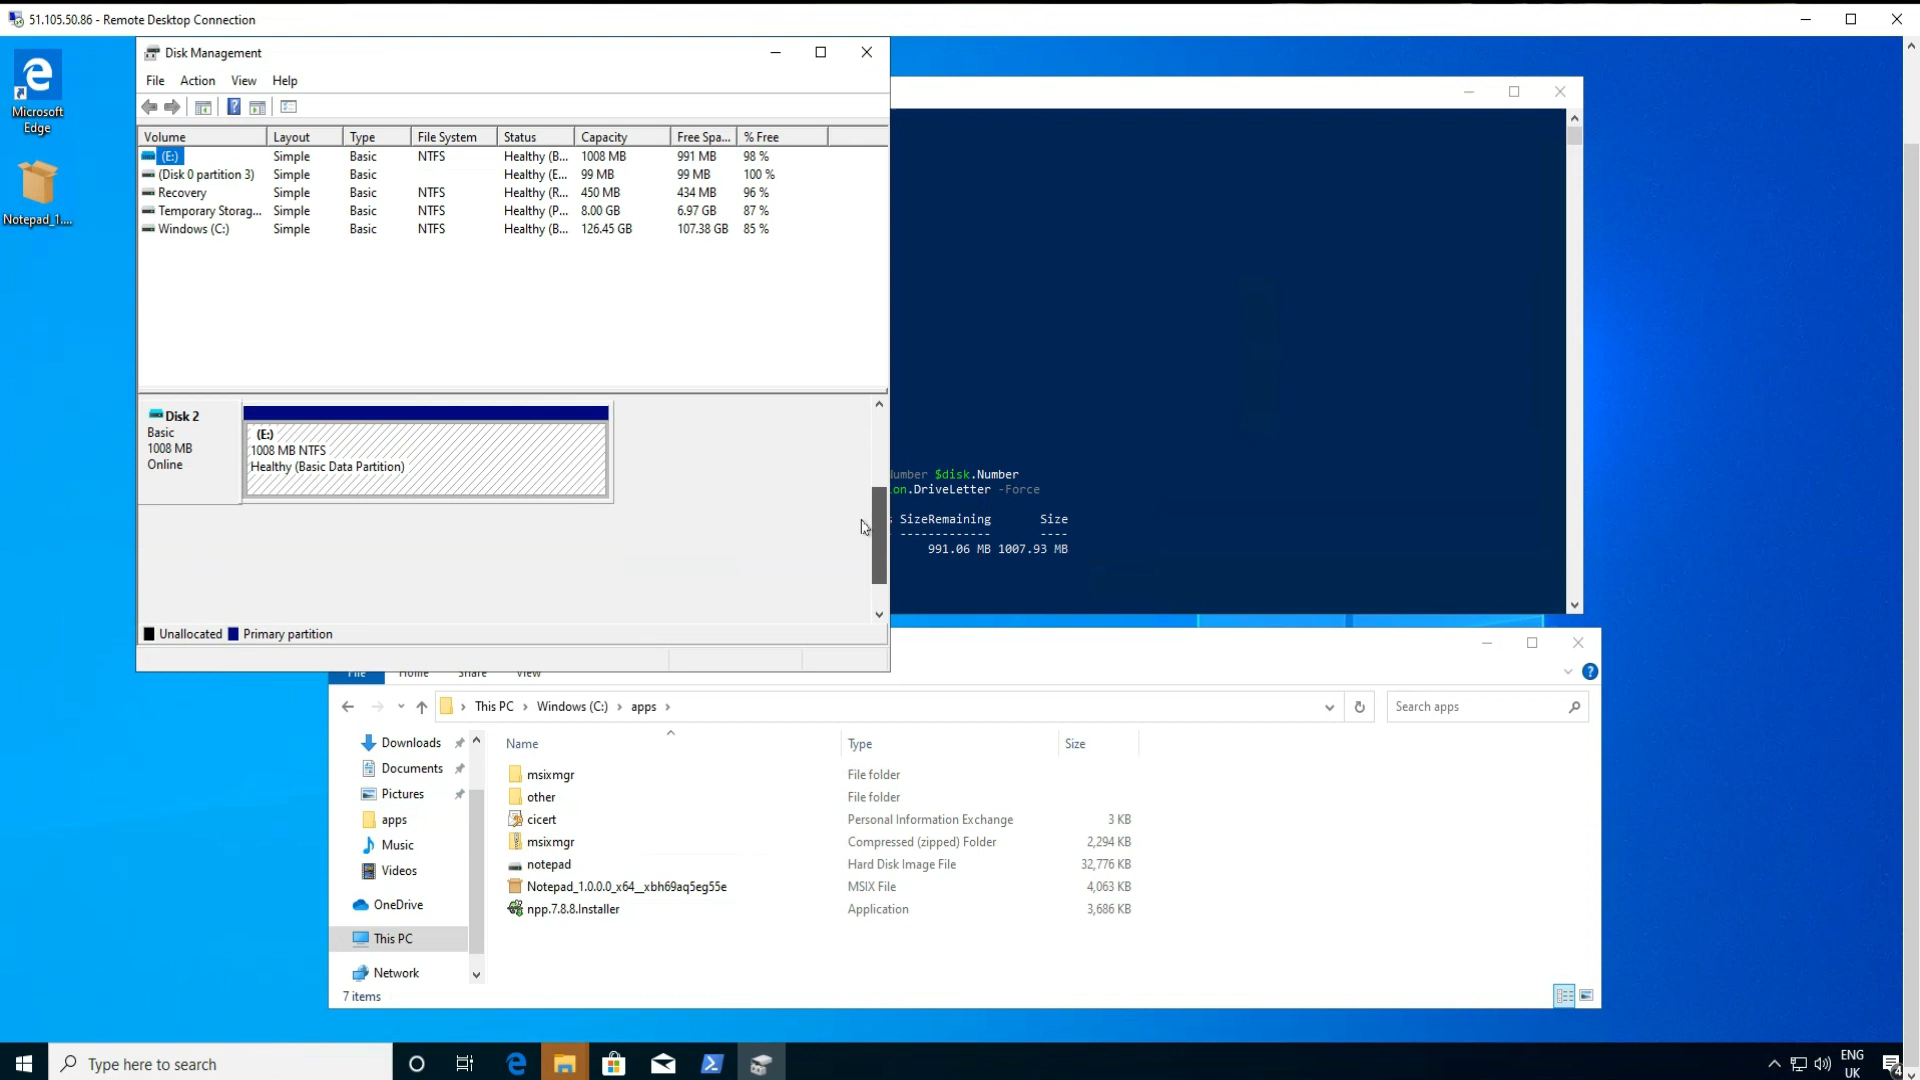 51.105.50.86 - Remote Desktop Connection
Microsoft
Edge
Notepad_1....
Disk Management
File Action View Help
Volume Layout Type File System Status Capacity Free Spa... % Free
(E:) Simple Basic NTFS Healthy (B... 1008 MB 991 MB 98 %
(Disk 0 partition 3) Simple Basic Healthy (E... 99 MB 99 MB 100 %
Recovery Simple Basic NTFS Healthy (R... 450 MB 434 MB 96 %
Temporary Storag... Simple Basic NTFS Healthy (P... 8.00 GB 6.97 GB 87 %
Windows (C:) Simple Basic NTFS Healthy (B... 126.45 GB 107.38 GB 85 %
Disk 2
Basic
1008 MB
Online
(E:)
1008 MB NTFS
Healthy (Basic Data Partition)
Unallocated Primary partition
umber $disk.Number
on.DriveLetter -Force
SizeRemaining Size
------------- ----
991.06 MB 1007.93 MB
File Home Share View
This PC > Windows (C:) > apps >
Search apps
Downloads
Documents
Pictures
apps
Music
Videos
OneDrive
This PC
Network
Name Type Size
msixmgr File folder
other File folder
cicert Personal Information Exchange 3 KB
msixmgr Compressed (zipped) Folder 2,294 KB
notepad Hard Disk Image File 32,776 KB
Notepad_1.0.0.0_x64__xbh69aq5eg55e MSIX File 4,063 KB
npp.7.8.8.Installer Application 3,686 KB
7 items
Type here to search
ENG
UK
4